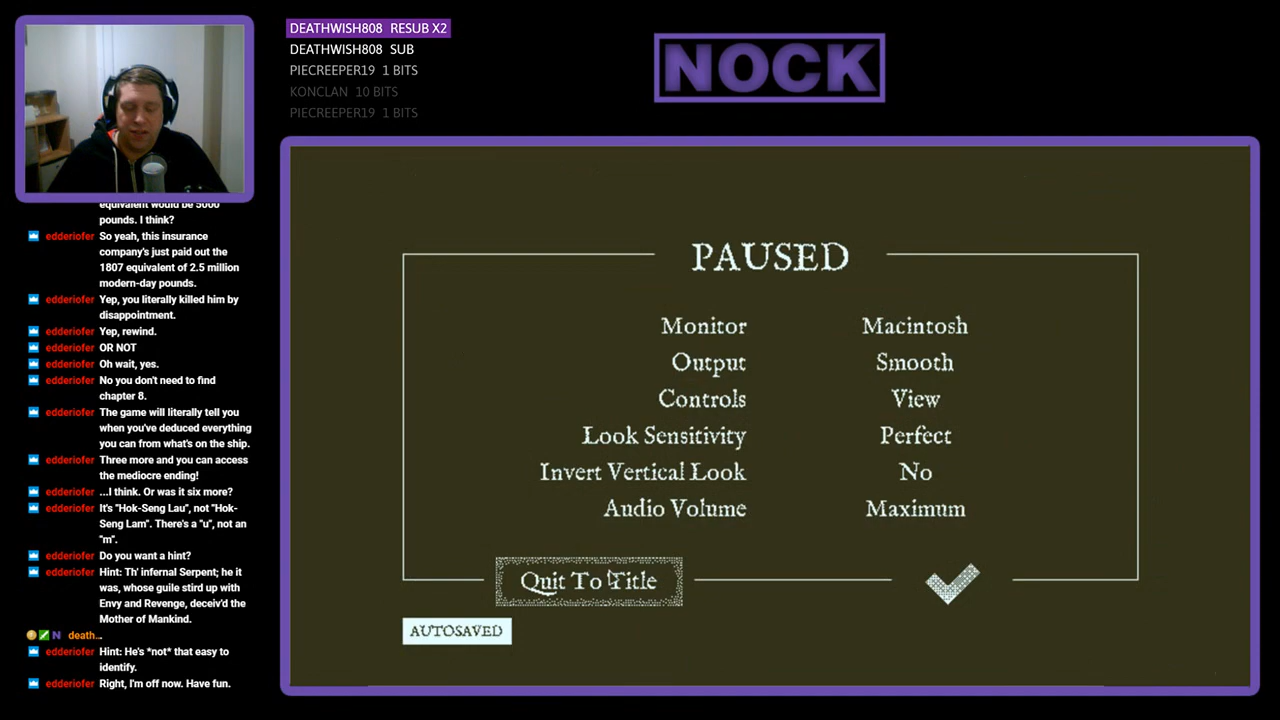 DEATHWISH808 RESUB X2
DEATHWISH808 SUB
PIECREEPER19 1 BITS
KONCLAN 10 BITS
PIECREEPER19 1 BITS
NOCK
equivalent would be 5000
pounds. I think?
edderiofer So yeah, this insurance
company's just paid out the
1807 equivalent of 2.5 million
modern-day pounds.
edderiofer Yep, you literally killed him by
disappointment.
edderiofer Yep, rewind.
edderiofer OR NOT
edderiofer Oh wait, yes.
edderiofer No you don't need to find
chapter 8.
edderiofer The game will literally tell you
when you've deduced everything
you can from what's on the ship.
edderiofer Three more and you can access
the mediocre ending!
edderiofer ...I think. Or was it six more?
edderiofer It's "Hok-Seng Lau", not "Hok-
Seng Lam". There's a "u", not an
"m".
edderiofer Do you want a hint?
edderiofer Hint: Th' infernal Serpent; he it
was, whose guile stird up with
Envy and Revenge, deceiv'd the
Mother of Mankind.
N death...
edderiofer Hint: He's *not* that easy to
identify.
edderiofer Right, I'm off now. Have fun.
PAUSED
Monitor Macintosh
Output Smooth
Controls View
Look Sensitivity Perfect
Invert Vertical Look No
Audio Volume Maximum
Quit To Title
AUTOSAVED